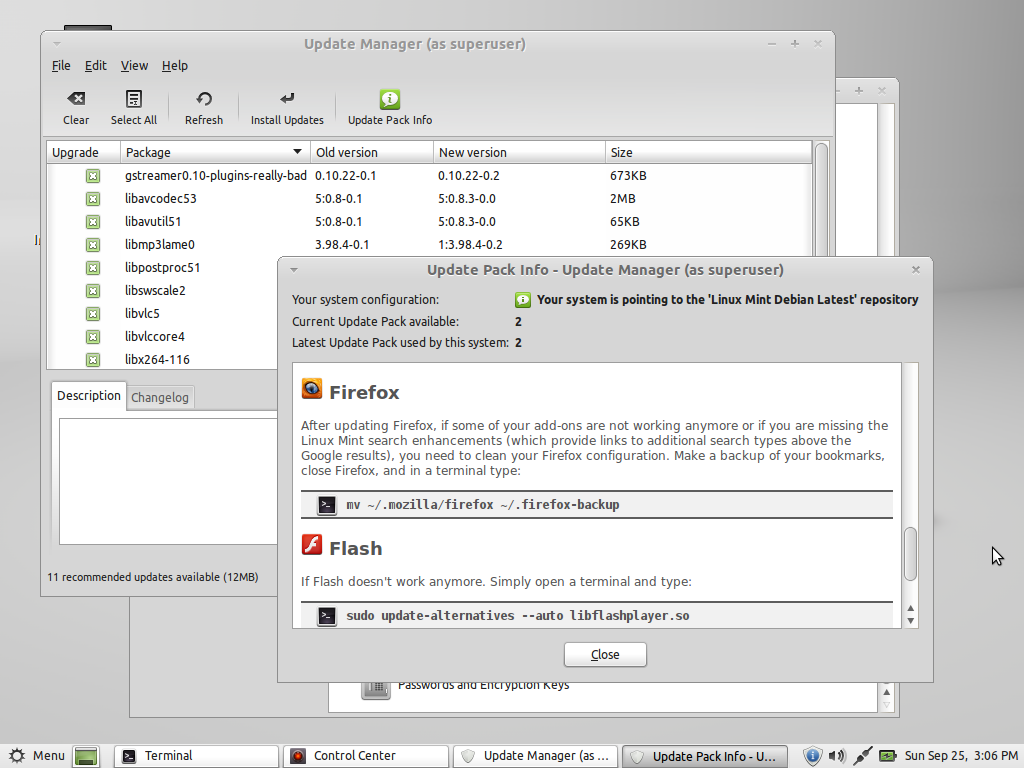 Update Manager (as superuser)
File Edit View Help
Clear Select All Refresh Install Updates Update Pack Info
Upgrade Package Old version New version Size
gstreamer0.10-plugins-really-bad 0.10.22-0.1 0.10.22-0.2 673KB
libavcodec53 5:0.8-0.1 5:0.8.3-0.0 2MB
libavutil51 5:0.8-0.1 5:0.8.3-0.0 65KB
libmp3lame0 3.98.4-0.1 1:3.98.4-0.2 269KB
libpostproc51
libswscale2
libvlc5
libvlccore4
libx264-116
Description Changelog
11 recommended updates available (12MB)
Update Pack Info - Update Manager (as superuser)
Your system configuration: Your system is pointing to the 'Linux Mint Debian Latest' repository
Current Update Pack available: 2
Latest Update Pack used by this system: 2
Firefox
After updating Firefox, if some of your add-ons are not working anymore or if you are missing the
Linux Mint search enhancements (which provide links to additional search types above the
Google results), you need to clean your Firefox configuration. Make a backup of your bookmarks,
close Firefox, and in a terminal type:
mv ~/.mozilla/firefox ~/.firefox-backup
Flash
If Flash doesn't work anymore. Simply open a terminal and type:
sudo update-alternatives --auto libflashplayer.so
Close
Passwords and Encryption Keys
Menu Terminal Control Center Update Manager (as ... Update Pack Info - U... Sun Sep 25, 3:06 PM